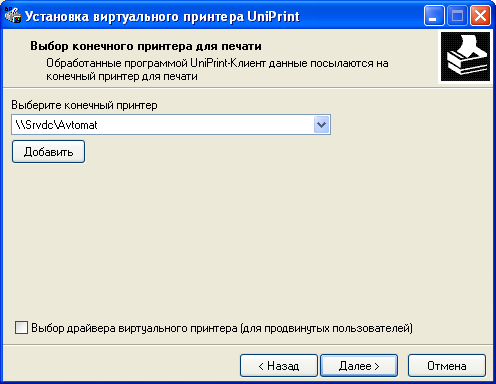 Установка виртуального принтера UniPrint
Выбор конечного принтера для печати
Обработанные программой UniPrint-Клиент данные посылаются на
конечный принтер для печати
Выберите конечный принтер
\\Srvdc\Avtomat
Добавить
Выбор драйвера виртуального принтера (для продвинутых пользователей)
< Назад
Далее >
Отмена